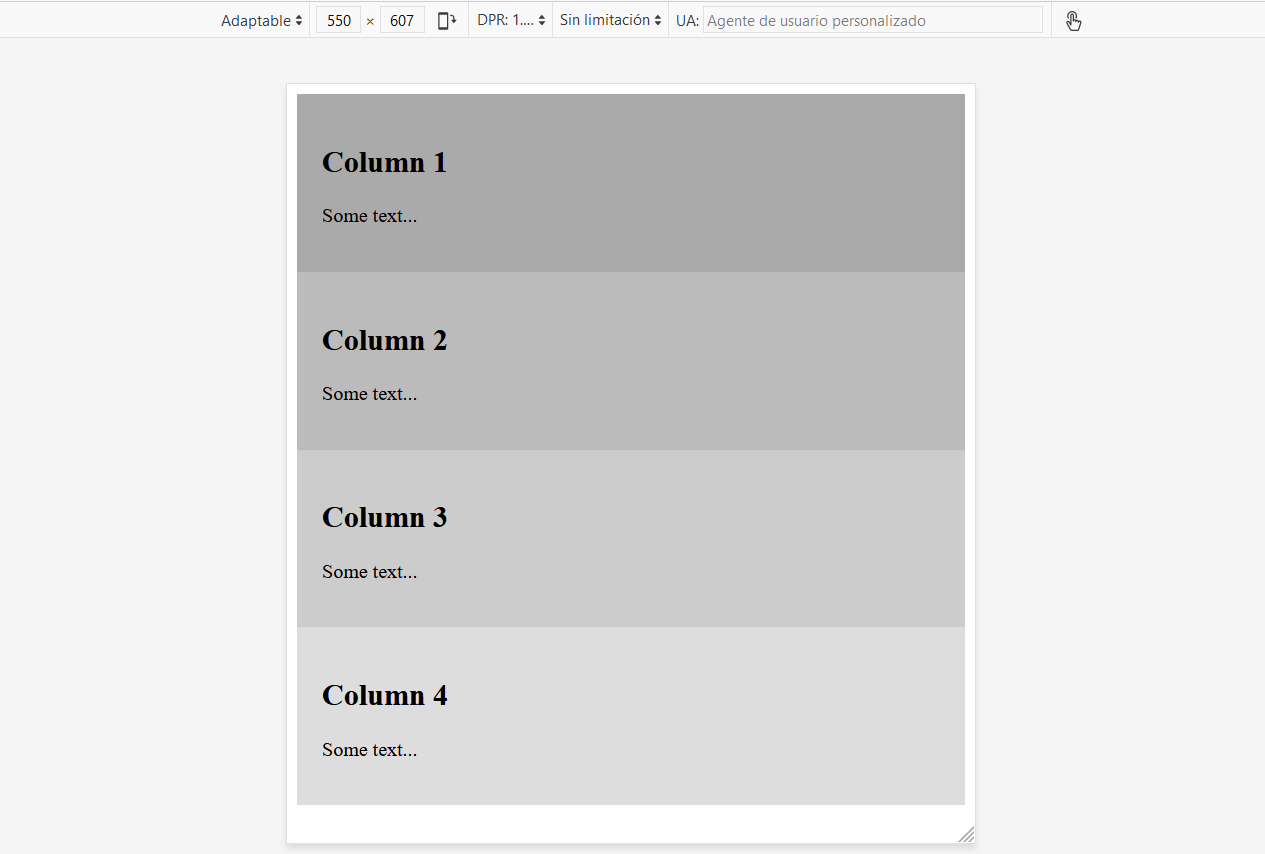 Adaptable 550 × 607 DPR: 1.... Sin limitación UA: Agente de usuario personalizado
Column 1
Some text...
Column 2
Some text...
Column 3
Some text...
Column 4
Some text...